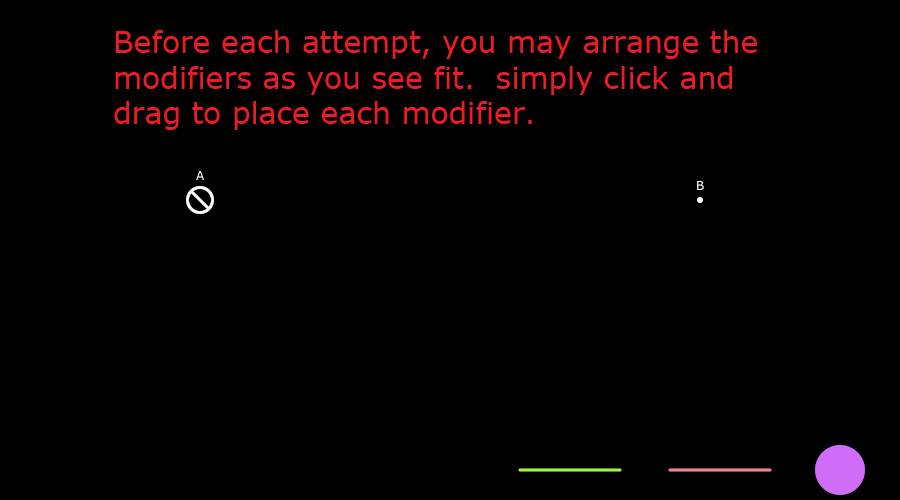 Before each attempt, you may arrange the
modifiers as you see fit.  simply click and
drag to place each modifier.
A
B